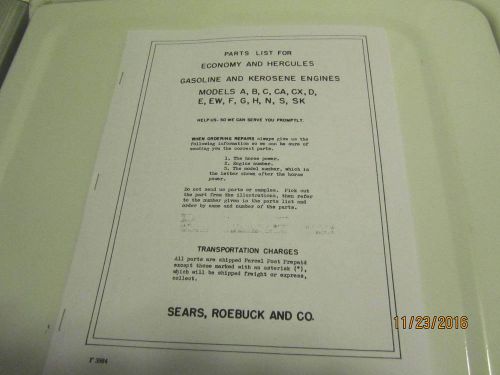 PARTS LIST FOR
ECONOMY AND HERCULES
GASOLINE AND KEROSENE ENGINES
MODELS A, B, C, CA, CX, D,
E, EW, F, G, H, N, S, SK
HELP US-SO WE CAN SERVE YOU PROMPTLY.
WHEN ORDERING REPAIRS always give us the
following information so we can be sure of
sending you the correct parts.
1. The horse power.
2. Engine number.
3. The model number, which is
the letter shown after the horse
power.
Do not send us parts or samples. Pick out
the part from the illustrations, then refer
to the number given in the parts list and
order by name and number of the parts.
TRANSPORTATION CHARGES
All parts are shipped Parcel Post Prepaid
except those marked with an asterisk (*),
which will be shipped freight or express,
collect.
SEARS, ROEBUCK AND CO.
11/23/2016